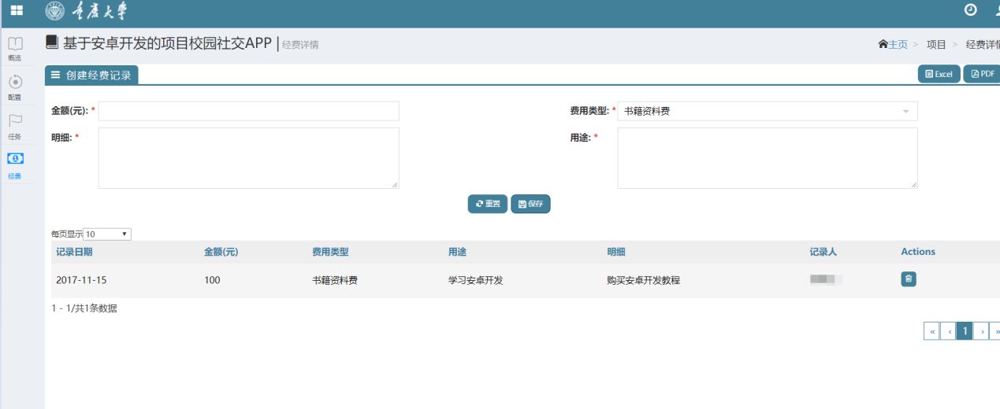 重庆大学
基于安卓开发的项目校园社交APP | 经费详情
主页 > 项目 > 经费详情
概览
配置
任务
经费
创建经费记录
Excel PDF
金额(元): * 费用类型: * 书籍资料费
明细: * 用途: *
重置 保存
每页显示 10
记录日期 金额(元) 费用类型 用途 明细 记录人 Actions
2017-11-15 100 书籍资料费 学习安卓开发 购买安卓开发教程
1 - 1/共1条数据
« ‹ 1 › »